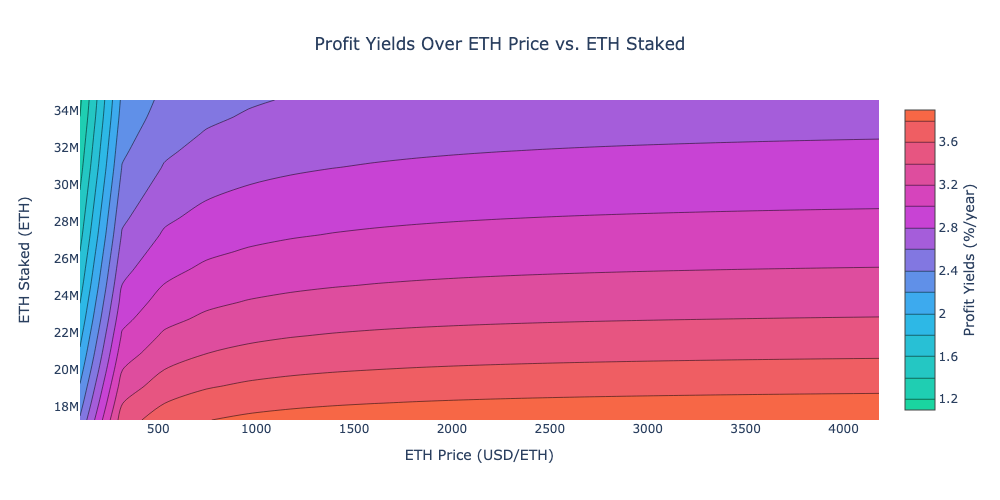 Profit Yields Over ETH Price vs. ETH Staked
34M
32M
30M
28M
26M
24M
22M
20M
18M
ETH Staked (ETH)
500
1000
1500
2000
2500
3000
3500
4000
ETH Price (USD/ETH)
3.6
3.2
2.8
2.4
2
1.6
1.2
Profit Yields (%/year)